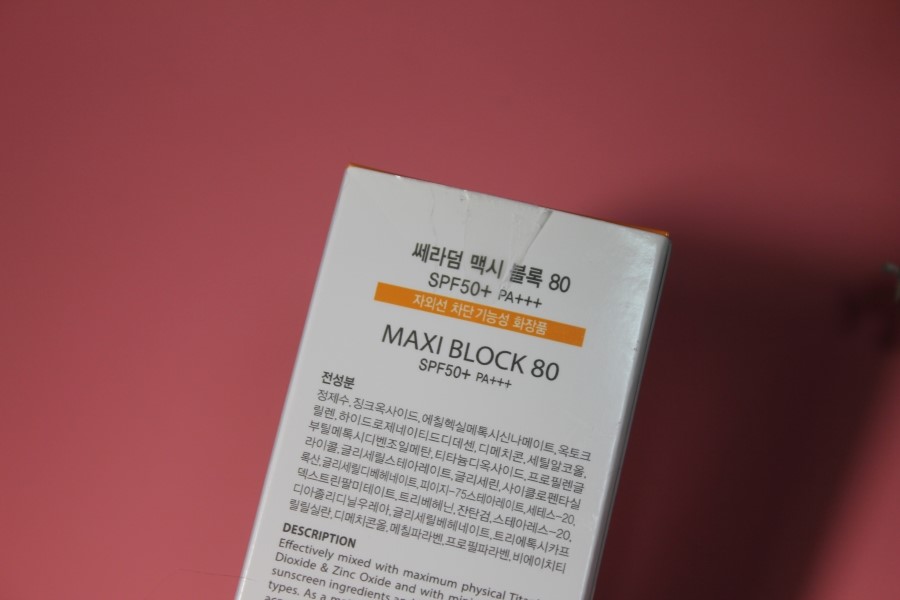 쎄라덤 맥시 블록 80
SPF50+ PA+++
자외선 차단 기능성 화장품
MAXI BLOCK 80
SPF50+ PA+++
전성분
정제수,징크옥사이드,에칠헥실메톡시신나메이트,옥토크
릴렌,하이드로제네이티드디데센,디메치콘,세틸알코올,
부틸메톡시디벤조일메탄,티타늄디옥사이드,프로필렌글
라이콜,글리세릴스테아레이트,글리세린,사이클로펜타실
록산,글리세릴디베헤네이트,피이지-75스테아레이트,세테스-20,
덱스트린팔미테이트,트리베헤닌,잔탄검,스테아레스-20,
디아졸리디닐우레아,글리세릴베헤네이트,트리에톡시카프
릴릴실란,디메치콘올,메칠파라벤,프로필파라벤,비에이치티
DESCRIPTION
Effectively mixed with maximum physical
Dioxide & Zinc Oxide and with
sunscreen ingredients
types. As a